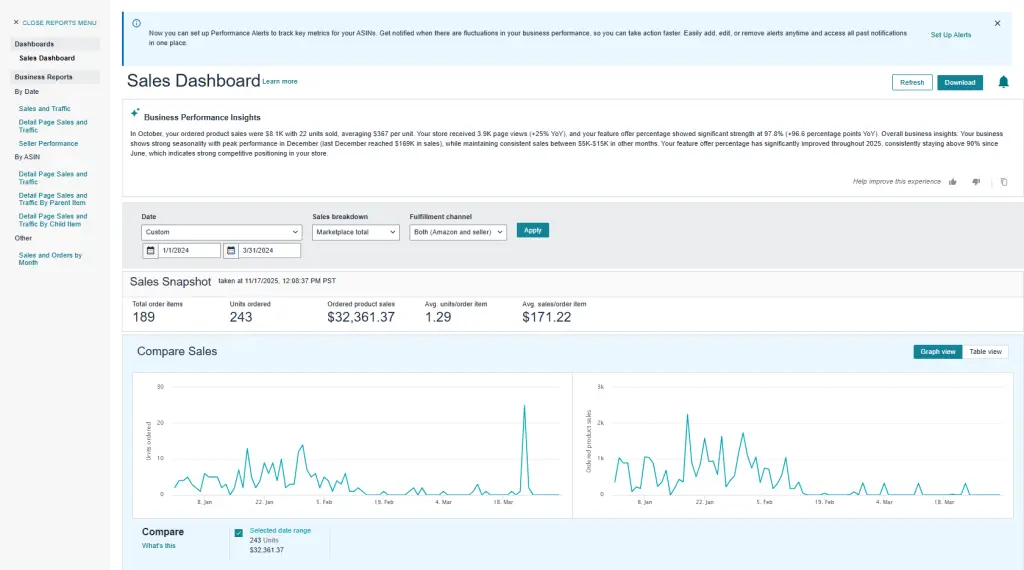 ✕ CLOSE REPORTS MENU
Dashboards
Sales Dashboard
Business Reports
By Date
Sales and Traffic
Detail Page Sales and
Traffic
Seller Performance
By ASIN
Detail Page Sales and
Traffic
Detail Page Sales and
Traffic By Parent Item
Detail Page Sales and
Traffic By Child Item
Other
Sales and Orders by
Month
Now you can set up Performance Alerts to track key metrics for your ASINs. Get notified when there are fluctuations in your business performance, so you can take action faster. Easily add, edit, or remove alerts anytime and access all past notifications
in one place.
Set Up Alerts
Sales Dashboard Learn more
Refresh
Download
Business Performance Insights
In October, your ordered product sales were $8.1K with 22 units sold, averaging $367 per unit. Your store received 3.9K page views (+25% YoY), and your feature offer percentage showed significant strength at 97.8% (+96.6 percentage points YoY). Overall business insights: Your business
shows strong seasonality with peak performance in December (last December reached $169K in sales), while maintaining consistent sales between $5K-$15K in other months. Your feature offer percentage has significantly improved throughout 2025, consistently staying above 90% since
June, which indicates strong competitive positioning in your store.
Help improve this experience
Date
Sales breakdown
Fulfillment channel
Custom
Marketplace total
Both (Amazon and seller)
Apply
1/1/2024
3/31/2024
Sales Snapshot taken at 11/17/2025, 12:08:37 PM PST
Total order items
Units ordered
Ordered product sales
Avg. units/order item
Avg. sales/order item
189
243
$32,361.37
1.29
$171.22
Compare Sales
Graph view
Table view
Units ordered
30
20
10
0
8. Jan
22. Jan
5. Feb
19. Feb
4. Mar
18. Mar
Ordered product sales
3k
2k
1k
0
8. Jan
22. Jan
5. Feb
19. Feb
4. Mar
18. Mar
Compare
What's this
Selected date range
243 Units
$32,361.37